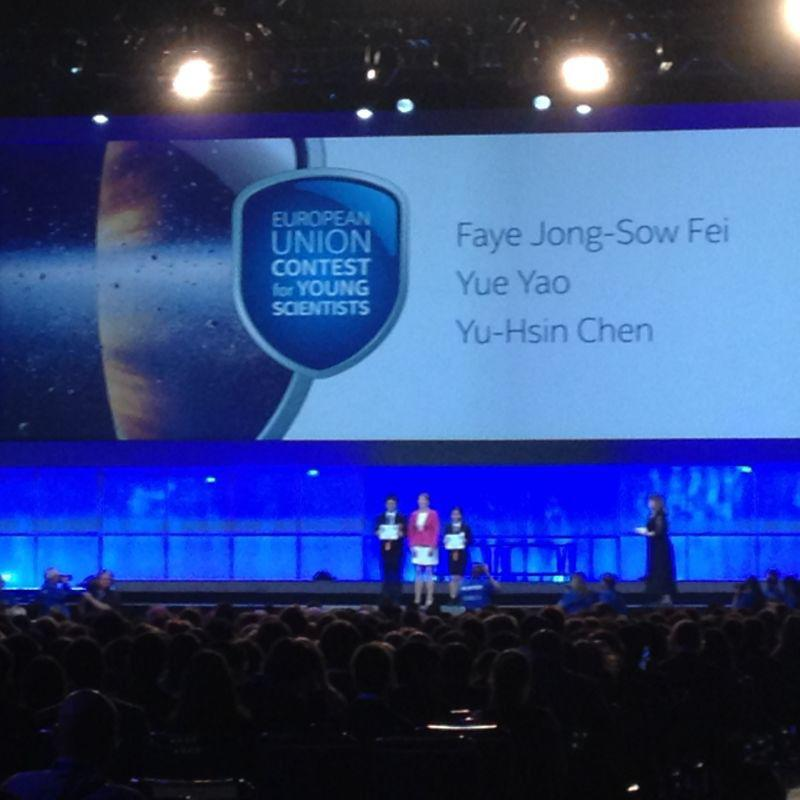 EUROPEAN
UNION
CONTEST
for YOUNG
SCIENTISTS
Faye Jong-Sow Fei
Yue Yao
Yu-Hsin Chen